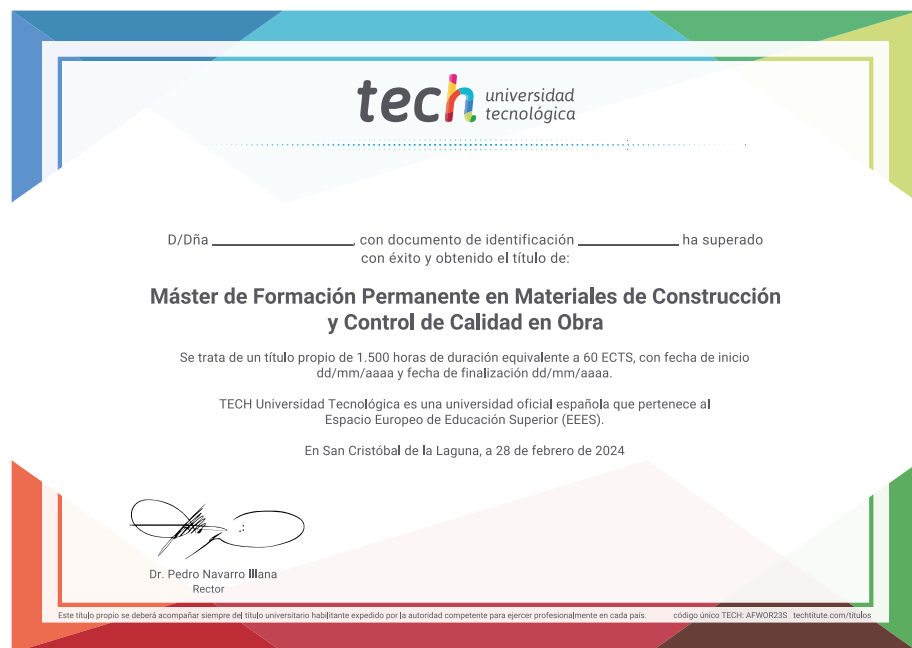 tech universidad
tecnológica
D/Dña ____________________, con documento de identificación ______________ ha superado
con éxito y obtenido el título de:
Máster de Formación Permanente en Materiales de Construcción
y Control de Calidad en Obra
Se trata de un título propio de 1.500 horas de duración equivalente a 60 ECTS, con fecha de inicio
dd/mm/aaaa y fecha de finalización dd/mm/aaaa.
TECH Universidad Tecnológica es una universidad oficial española que pertenece al
Espacio Europeo de Educación Superior (EEES).
En San Cristóbal de la Laguna, a 28 de febrero de 2024
Dr. Pedro Navarro Illana
Rector
Este título propio se deberá acompañar siempre del título universitario habilitante expedido por la autoridad competente para ejercer profesionalmente en cada país. código único TECH: AFWOR23S techtitute.com/titulos